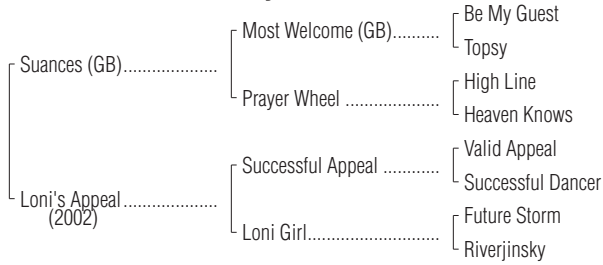 Be My Guest
Most Welcome (GB)..........
Topsy
Suances (GB)....................
High Line
Prayer Wheel ....................
Heaven Knows
Valid Appeal
Successful Appeal ............
Successful Dancer
Loni's Appeal....................
(2002)
Future Storm
Loni Girl............................
Riverjinsky